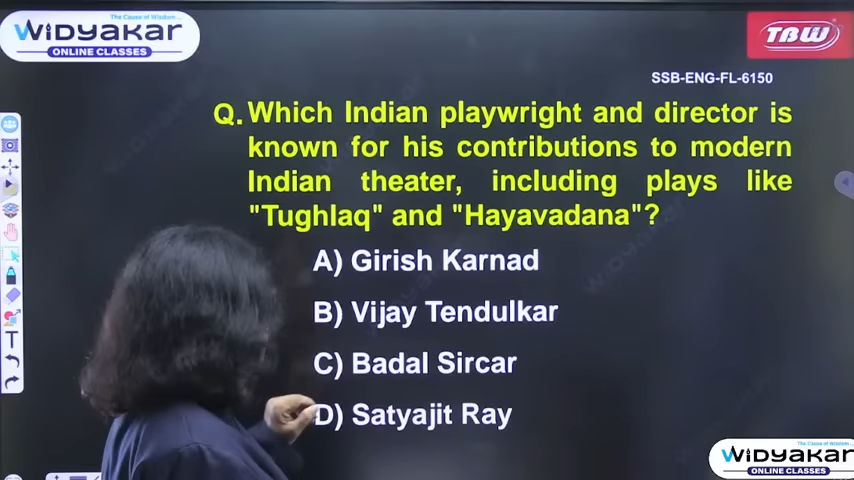 The Cause of Wisdom ...
WIDYAKAR
ONLINE CLASSES
TBW
SSB-ENG-FL-6150
Q. Which Indian playwright and director is
known for his contributions to modern
Indian theater, including plays like
"Tughlaq" and "Hayavadana"?
A) Girish Karnad
B) Vijay Tendulkar
C) Badal Sircar
D) Satyajit Ray
T
The Cause of Wisdom ...
WIDYAKAR
ONLINE CLASSES